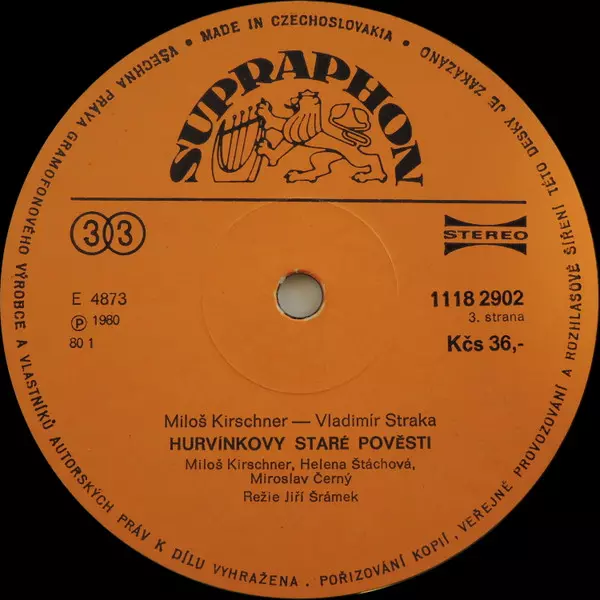 VŠECHNA PRÁVA GRAMOFONOVÉHO VÝROBCE A VLASTNÍKŮ AUTORSKÝCH PRÁV K DÍLU VYHRAŽENA. POŘIZOVÁNÍ KOPIÍ, VEŘEJNÉ PROVOZOVÁNÍ A ROZHLASOVÉ ŠÍŘENÍ TÉTO DESKY JE ZAKÁZÁNO • MADE IN CZECHOSLOVAKIA •
SUPRAPHON
33
STEREO
E 4873
1118 2902
℗ 1980
3. strana
80 1
Kčs 36,-
Miloš Kirschner — Vladimír Straka
HURVÍNKOVY STARÉ POVĚSTI
Miloš Kirschner, Helena Štáchová,
Miroslav Černý
Režie Jiří Šrámek